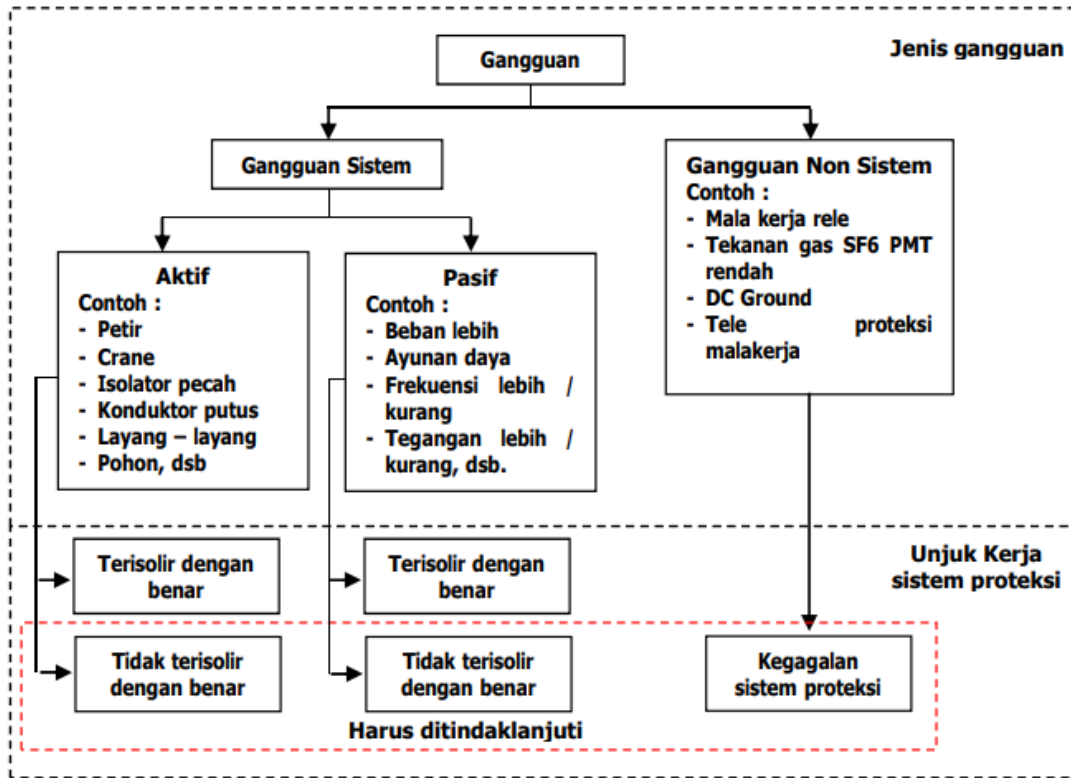 Jenis gangguan
Gangguan
Gangguan Sistem
Gangguan Non Sistem
Contoh :
- Mala kerja rele
- Tekanan gas SF6 PMT
rendah
- DC Ground
- Tele proteksi
malakerja
Aktif
Contoh :
- Petir
- Crane
- Isolator pecah
- Konduktor putus
- Layang – layang
- Pohon, dsb
Pasif
Contoh :
- Beban lebih
- Ayunan daya
- Frekuensi lebih /
kurang
- Tegangan lebih /
kurang, dsb.
Unjuk Kerja
sistem proteksi
Terisolir dengan
benar
Terisolir dengan
benar
Tidak terisolir
dengan benar
Tidak terisolir
dengan benar
Kegagalan
sistem proteksi
Harus ditindaklanjuti